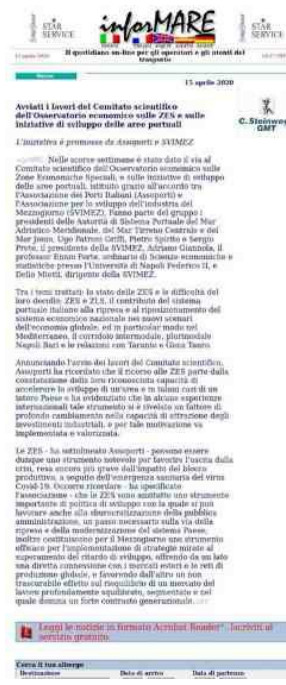 STAR SERVICE
inforMARE
STAR SERVICE
Il quotidiano on-line per gli operatori e gli utenti del trasporto
15 aprile 2020
Avviati i lavori del Comitato scientifico
dell'Osservatorio economico sulle ZES e sulle
iniziative di sviluppo delle aree portuali
C. Steinweg
GMT
L'iniziativa è promossa da Assoporti e SVIMEZ
Nelle scorse settimane è stato dato il via al
Comitato scientifico dell'Osservatorio economico sulle
Zone Economiche Speciali, e sulle iniziative di sviluppo
delle aree portuali, istituito grazie all'accordo tra
l'Associazione dei Porti Italiani (Assoporti) e
l'Associazione per lo sviluppo dell'industria del
Mezzogiorno (SVIMEZ). Fanno parte del gruppo i
presidenti delle Autorità di Sistema Portuale del Mar
Adriatico Meridionale, del Mar Tirreno Centrale e del
Mar Ionio, Ugo Patroni Griffi, Pietro Spirito e Sergio
Prete, il presidente della SVIMEZ, Adriano Giannola, il
professor Ennio Forte, ordinario di Scienze economiche e
statistiche presso l'Università di Napoli Federico II, e
Delio Miotti, dirigente della SVIMEZ.
Tra i temi trattati: lo stato delle ZES e le difficoltà del
loro decollo; ZES e ZLS, il contributo del sistema
portuale italiano alla ripresa e al riposizionamento del
sistema economico nazionale nei nuovi scenari
dell'economia globale, ed in particolar modo nel
Mediterraneo, il corridoio intermodale, plurimodale
Napoli Bari e le relazioni con Taranto e Gioia Tauro.
Annunciando l'avvio dei lavori del Comitato scientifico,
Assoporti ha ricordato che il ricorso alle ZES parte dalla
constatazione della loro riconosciuta capacità di
accelerare lo sviluppo di un'area e in taluni casi di un
intero Paese e ha evidenziato che in alcune esperienze
internazionali tale strumento si è rivelato un fattore di
profondo cambiamento nella capacità di attrazione degli
investimenti industriali, e per tale motivazione va
implementata e valorizzata.
Le ZES - ha sottolineato Assoporti - possono essere
dunque uno strumento notevole per favorire l'uscita dalla
crisi, resa ancora più grave dall'impatto del blocco
produttivo, a seguito dell'emergenza sanitaria del virus
Covid-19. Occorre ricordare - ha specificato
l'associazione - che le ZES sono anzitutto uno strumento
importante di politica di sviluppo con la quale si può
lavorare anche alla sburocratizzazione della pubblica
amministrazione, un passo necessario sulla via della
ripresa e della modernizzazione del sistema Paese,
inoltre costituiscono per il Mezzogiorno uno strumento
efficace per l'implementazione di strategie mirate al
superamento del ritardo di sviluppo, offrendo da un lato
una diretta connessione con i mercati esteri e le reti di
produzione globale, e favorendo dall'altro un non
trascurabile effetto sul riequilibrio di un mercato del
lavoro profondamente squilibrato, segmentale e nel
quale domina un forte contrasto generazionale.
Leggi le notizie in formato Acrobat Reader®. Iscriviti al
servizio gratuito.
Cerca il tuo albergo
Destinazione Data di arrivo Data di partenza